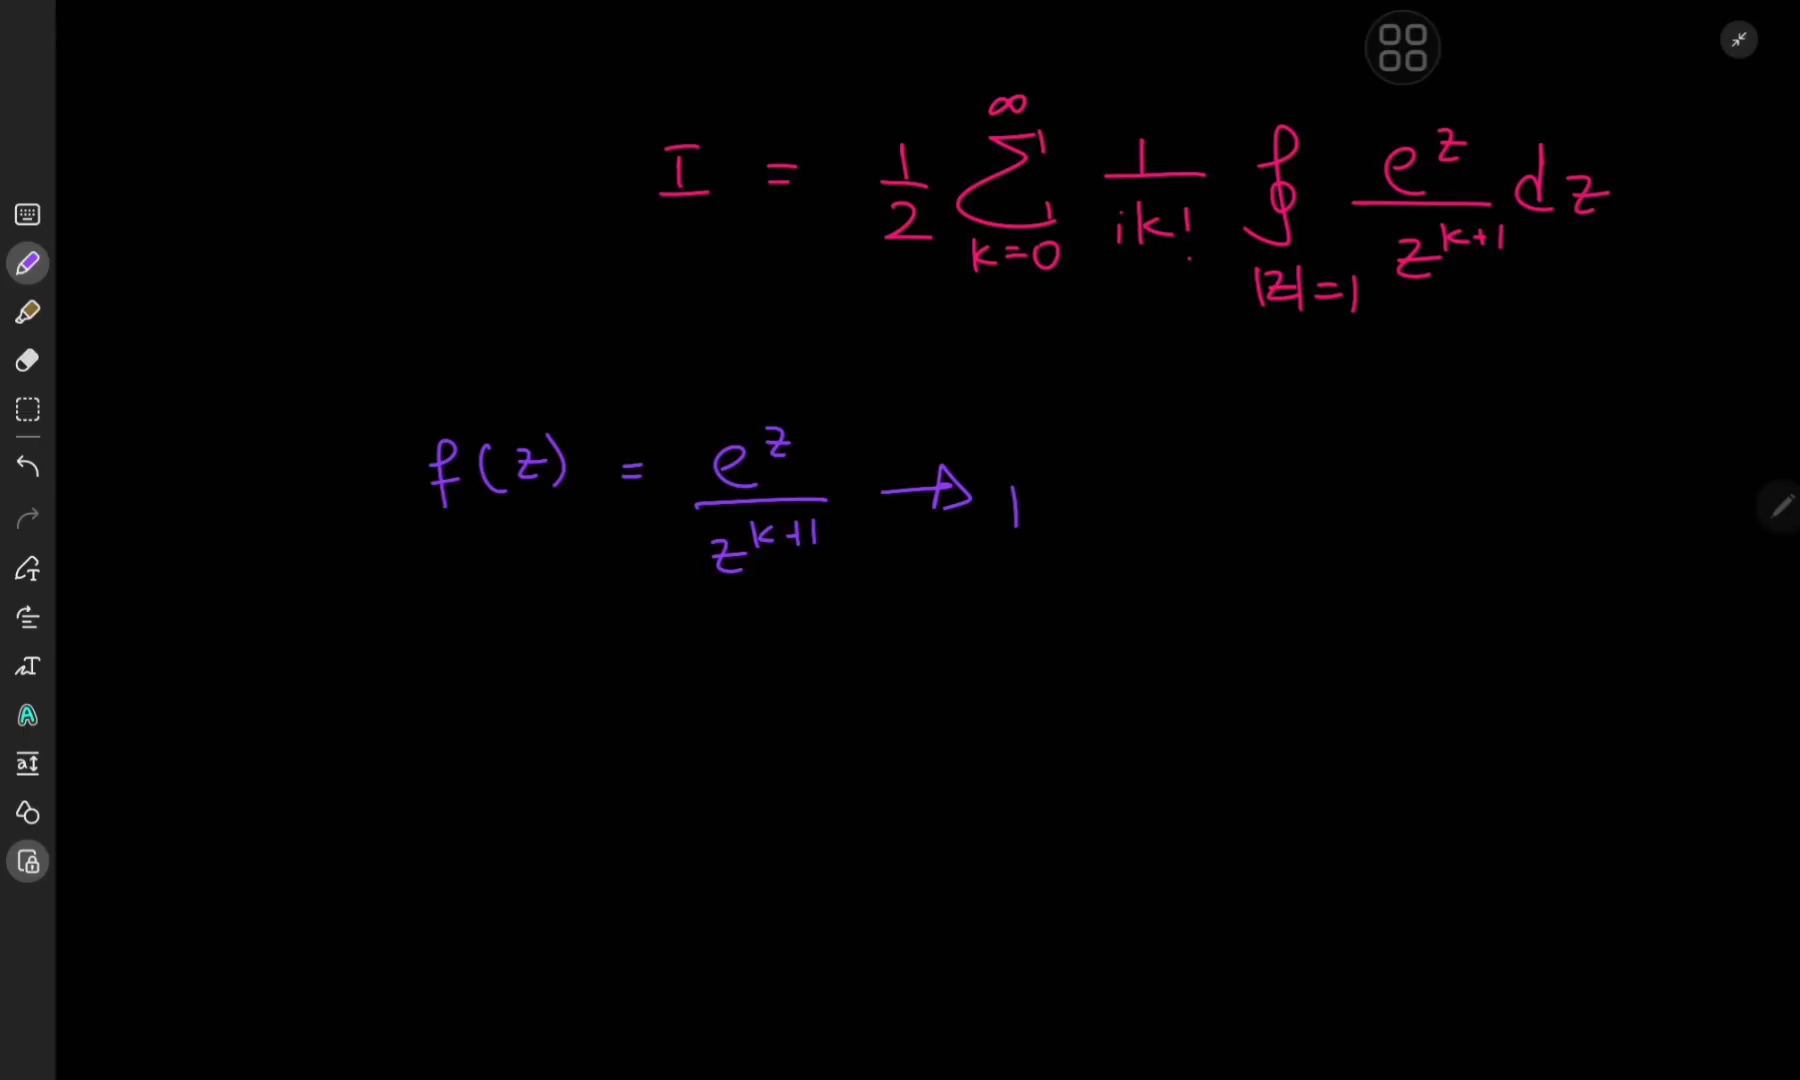 I = 1/2 ∑_{k=0}^{∞} 1/(ik!) ∮_{|z|=1} e^z/z^{k+1} dz
f(z) = e^z/z^{k+1} → 1